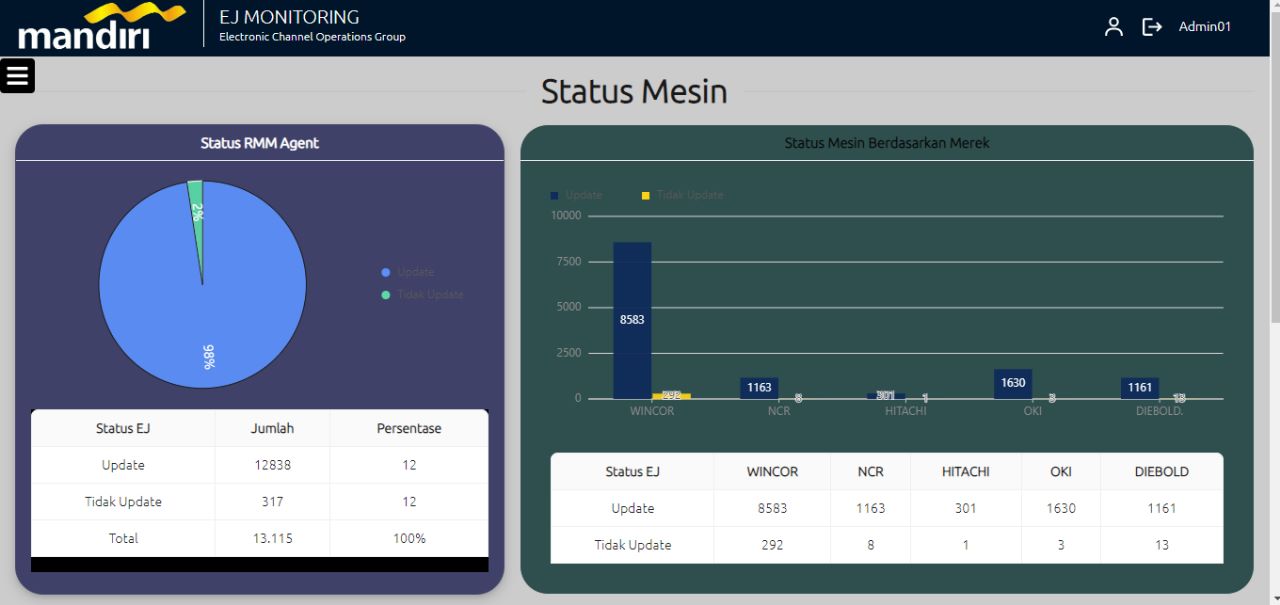 mandiri
EJ MONITORING
Electronic Channel Operations Group
Admin01
Status Mesin
Status RMM Agent
2%
98%
Update
Tidak Update
Status EJ Jumlah Persentase
Update 12838 12
Tidak Update 317 12
Total 13.115 100%
Status Mesin Berdasarkan Merek
Update Tidak Update
10000
7500
5000
2500
0
8583 292 1163 8 301 1 1630 3 1161 13
WINCOR NCR HITACHI OKI DIEBOLD.
Status EJ WINCOR NCR HITACHI OKI DIEBOLD
Update 8583 1163 301 1630 1161
Tidak Update 292 8 1 3 13